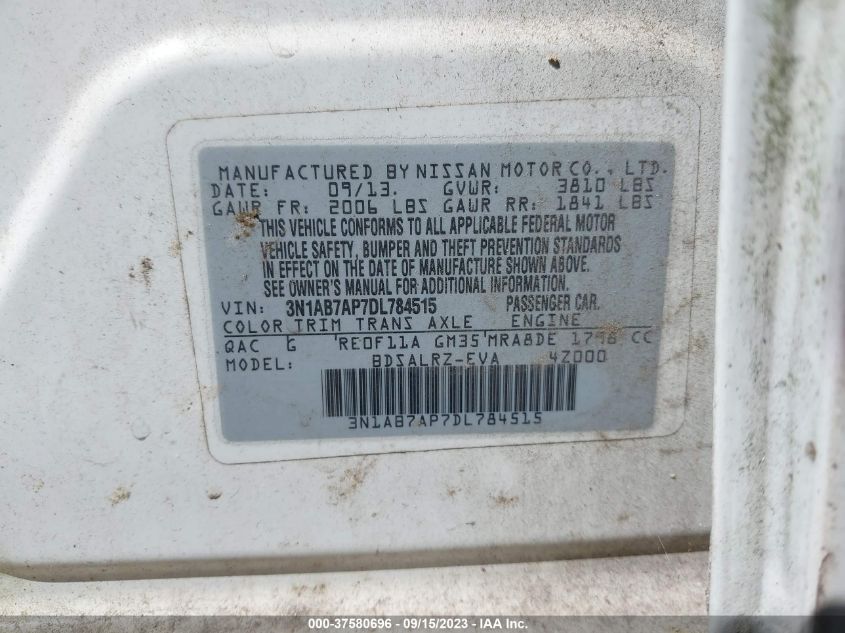 MANUFACTURED BY NISSAN MOTOR CO., LTD.
DATE: 09/13. GVWR: 3810 LBS
GAWR FR: 2006 LBS GAWR RR: 1841 LBS
THIS VEHICLE CONFORMS TO ALL APPLICABLE FEDERAL MOTOR
VEHICLE SAFETY, BUMPER AND THEFT PREVENTION STANDARDS
IN EFFECT ON THE DATE OF MANUFACTURE SHOWN ABOVE.
SEE OWNER'S MANUAL FOR ADDITIONAL INFORMATION.
VIN: 3N1AB7AP7DL784515 PASSENGER CAR.
COLOR TRIM TRANS AXLE ENGINE
QAC G 'RE0F11A GM35'MRA8DE 1798 CC
MODEL: BDSALRZ-EVA 4Z000
3N1AB7AP7DL784515
000-37580696 - 09/15/2023 - IAA Inc.